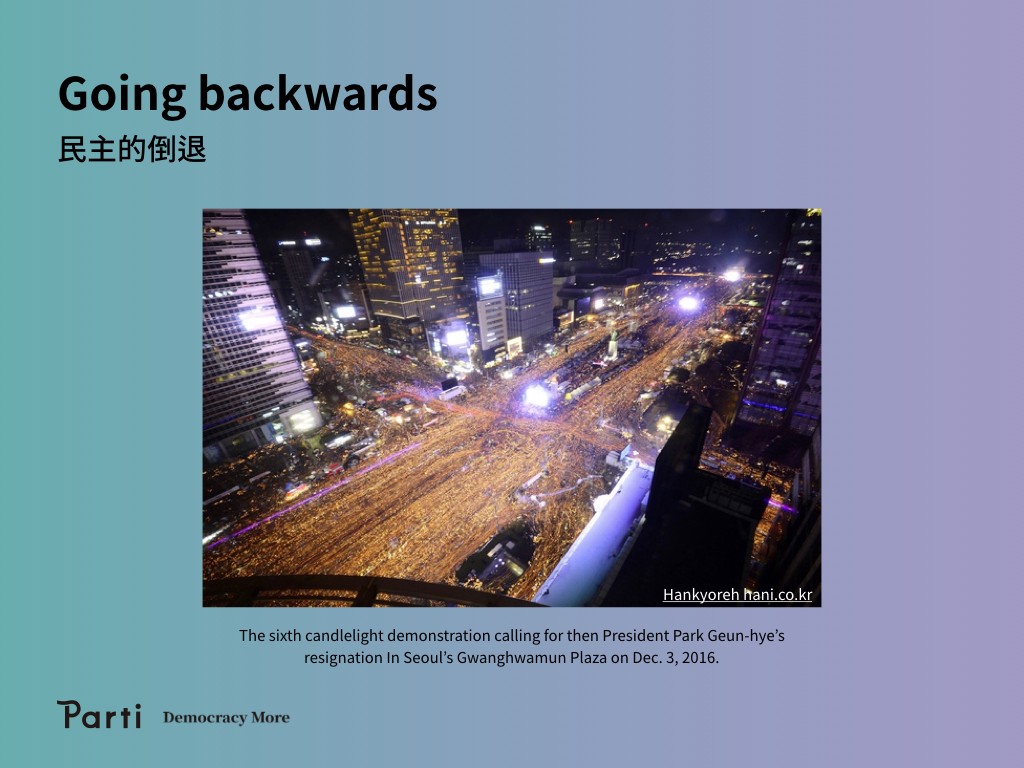 Going backwards
民主的倒退
Hankyoreh hani.co.kr
The sixth candlelight demonstration calling for then President Park Geun-hye’s
resignation In Seoul’s Gwanghwamun Plaza on Dec. 3, 2016.
Parti Democracy More